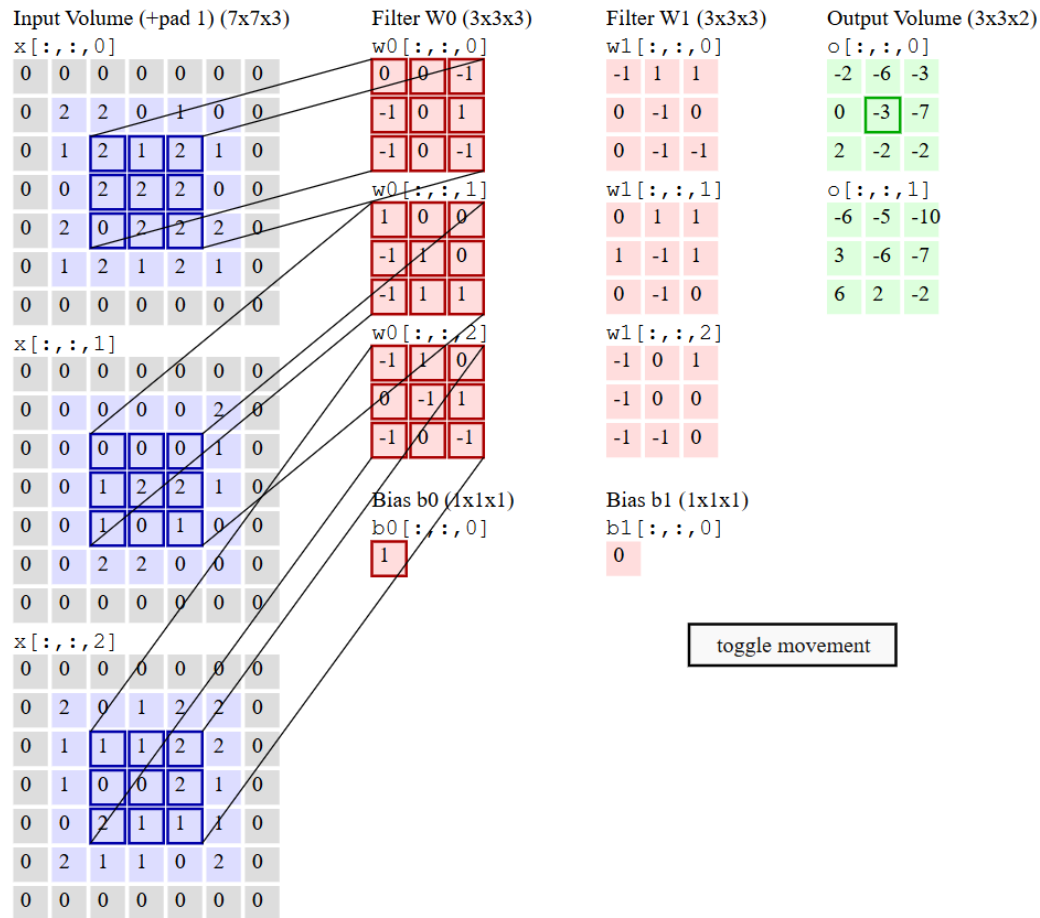 Input Volume (+pad 1) (7x7x3)
x[:,:,0]
0 0 0 0 0 0 0
0 2 2 0 1 0 0
0 1 2 1 2 1 0
0 0 2 2 2 0 0
0 2 0 2 2 2 0
0 1 2 1 2 1 0
0 0 0 0 0 0 0
x[:,:,1]
0 0 0 0 0 0 0
0 0 0 0 0 2 0
0 0 0 0 0 1 0
0 0 1 2 2 1 0
0 0 1 0 1 0 0
0 0 2 2 0 0 0
0 0 0 0 0 0 0
x[:,:,2]
0 0 0 0 0 0 0
0 2 0 1 2 2 0
0 1 1 1 2 2 0
0 1 0 0 2 1 0
0 0 2 1 1 1 0
0 2 1 1 0 2 0
0 0 0 0 0 0 0
Filter W0 (3x3x3)
w0[:,:,0]
0 0 -1
-1 0 1
-1 0 -1
w0[:,:,1]
1 0 0
-1 1 0
-1 1 1
w0[:,:,2]
-1 1 0
0 -1 1
-1 0 -1
Bias b0 (1x1x1)
b0[:,:,0]
1
Filter W1 (3x3x3)
w1[:,:,0]
-1 1 1
0 -1 0
0 -1 -1
w1[:,:,1]
0 1 1
1 -1 1
0 -1 0
w1[:,:,2]
-1 0 1
-1 0 0
-1 -1 0
Bias b1 (1x1x1)
b1[:,:,0]
0
Output Volume (3x3x2)
o[:,:,0]
-2 -6 -3
0 -3 -7
2 -2 -2
o[:,:,1]
-6 -5 -10
3 -6 -7
6 2 -2
toggle movement